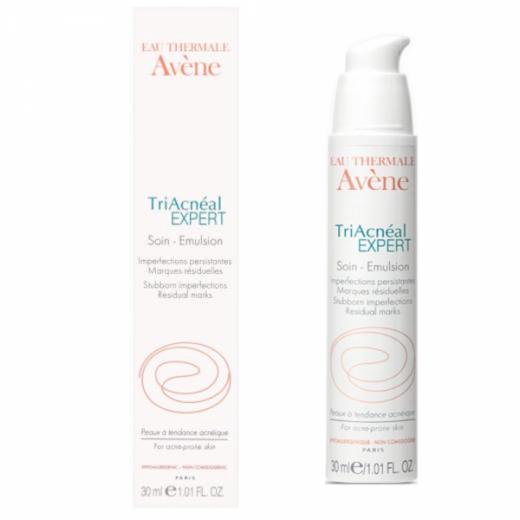 EAU THERMALE
Avène
TriAcnéal
EXPERT
Soin - Emulsion
Imperfections persistantes
Marques résiduelles
Stubborn imperfections
Residual marks
Peaux à tendance acnéique
For acne-prone skin
HYPOALLERGENIC - NON COMEDOGENIC
PARIS
30 ml e 1.01 FL. OZ.
EAU THERMALE
Avène
TriAcnéal
EXPERT
Soin - Emulsion
Imperfections persistantes
Marques résiduelles
Stubborn imperfections
Residual marks
Peaux à tendance acnéique
For acne-prone skin
HYPOALLERGÉNIQUE - NON COMÉDOGÈNE
PARIS
30 ml e/1.01 FL. OZ.